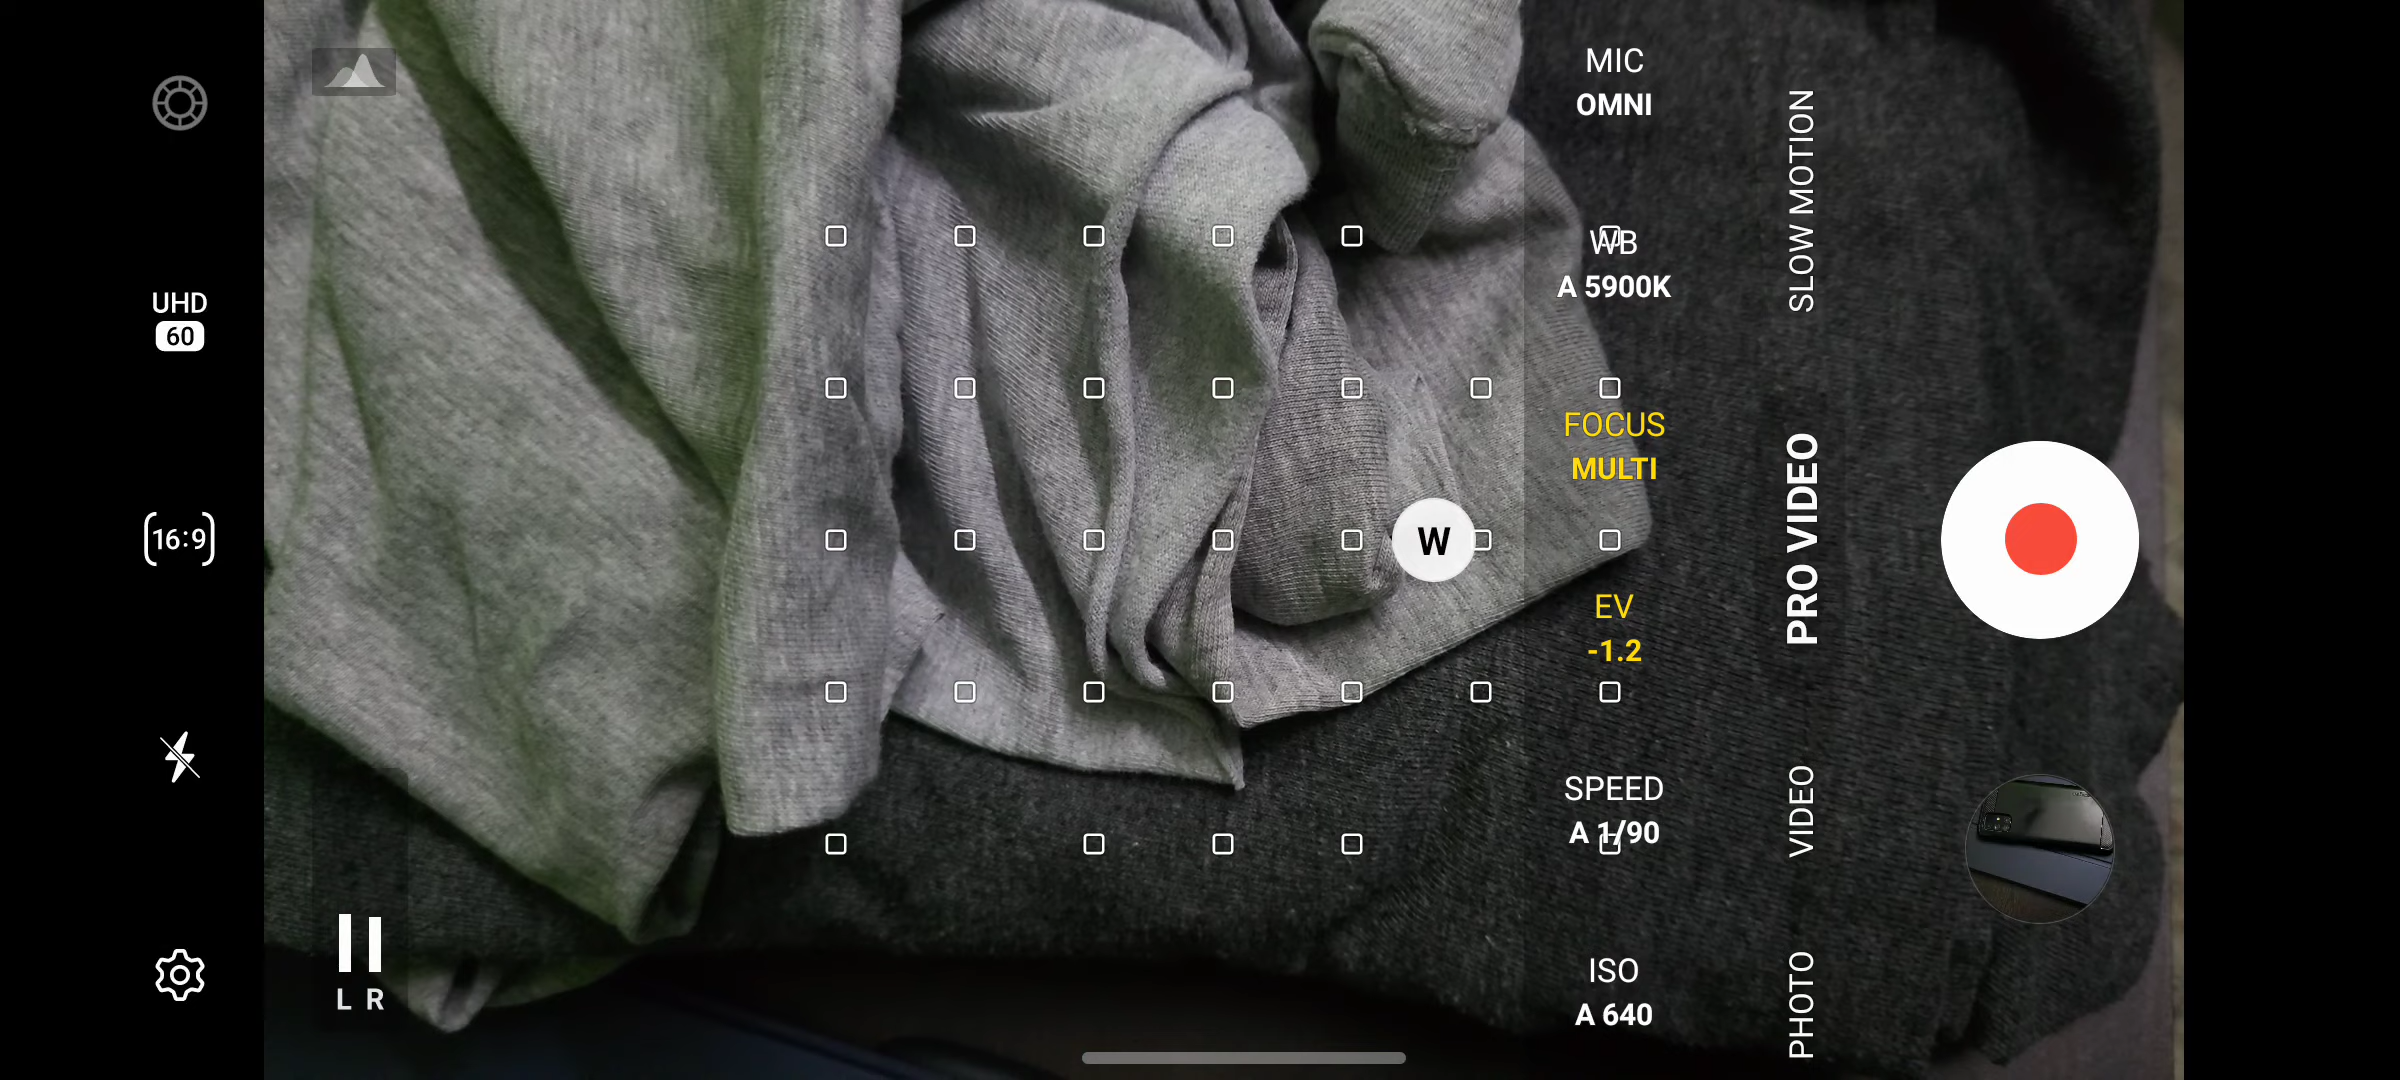 UHD
60
16:9
L R
W
MIC
OMNI
WB
A 5900K
FOCUS
MULTI
EV
-1.2
SPEED
A 1/90
ISO
A 640
SLOW MOTION
PRO VIDEO
VIDEO
PHOTO